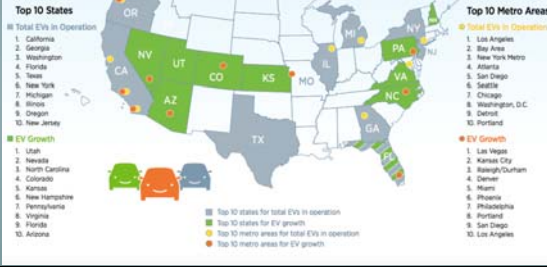 Top 10 States
Total EVs in Operation
1. California
2. Georgia
3. Washington
4. Florida
5. Texas
6. New York
7. Michigan
8. Illinois
9. Oregon
10. New Jersey
EV Growth
1. Utah
2. Nevada
3. North Carolina
4. Colorado
5. Kansas
6. New Hampshire
7. Pennsylvania
8. Virginia
9. Florida
10. Arizona
OR
NV
UT
CA
AZ
CO
KS
MO
TX
IL
MI
NY
PA
NJ
VA
NC
GA
FL
NH
Top 10 states for total EVs in operation
Top 10 states for EV growth
Top 10 metro areas for total EVs in operation
Top 10 metro areas for EV growth
Top 10 Metro Areas
Total EVs in Operation
1. Los Angeles
2. Bay Area
3. New York Metro
4. Atlanta
5. San Diego
6. Seattle
7. Chicago
8. Washington, D.C.
9. Detroit
10. Portland
EV Growth
1. Las Vegas
2. Kansas City
3. Raleigh/Durham
4. Denver
5. Miami
6. Phoenix
7. Philadelphia
8. Portland
9. San Diego
10. Los Angeles